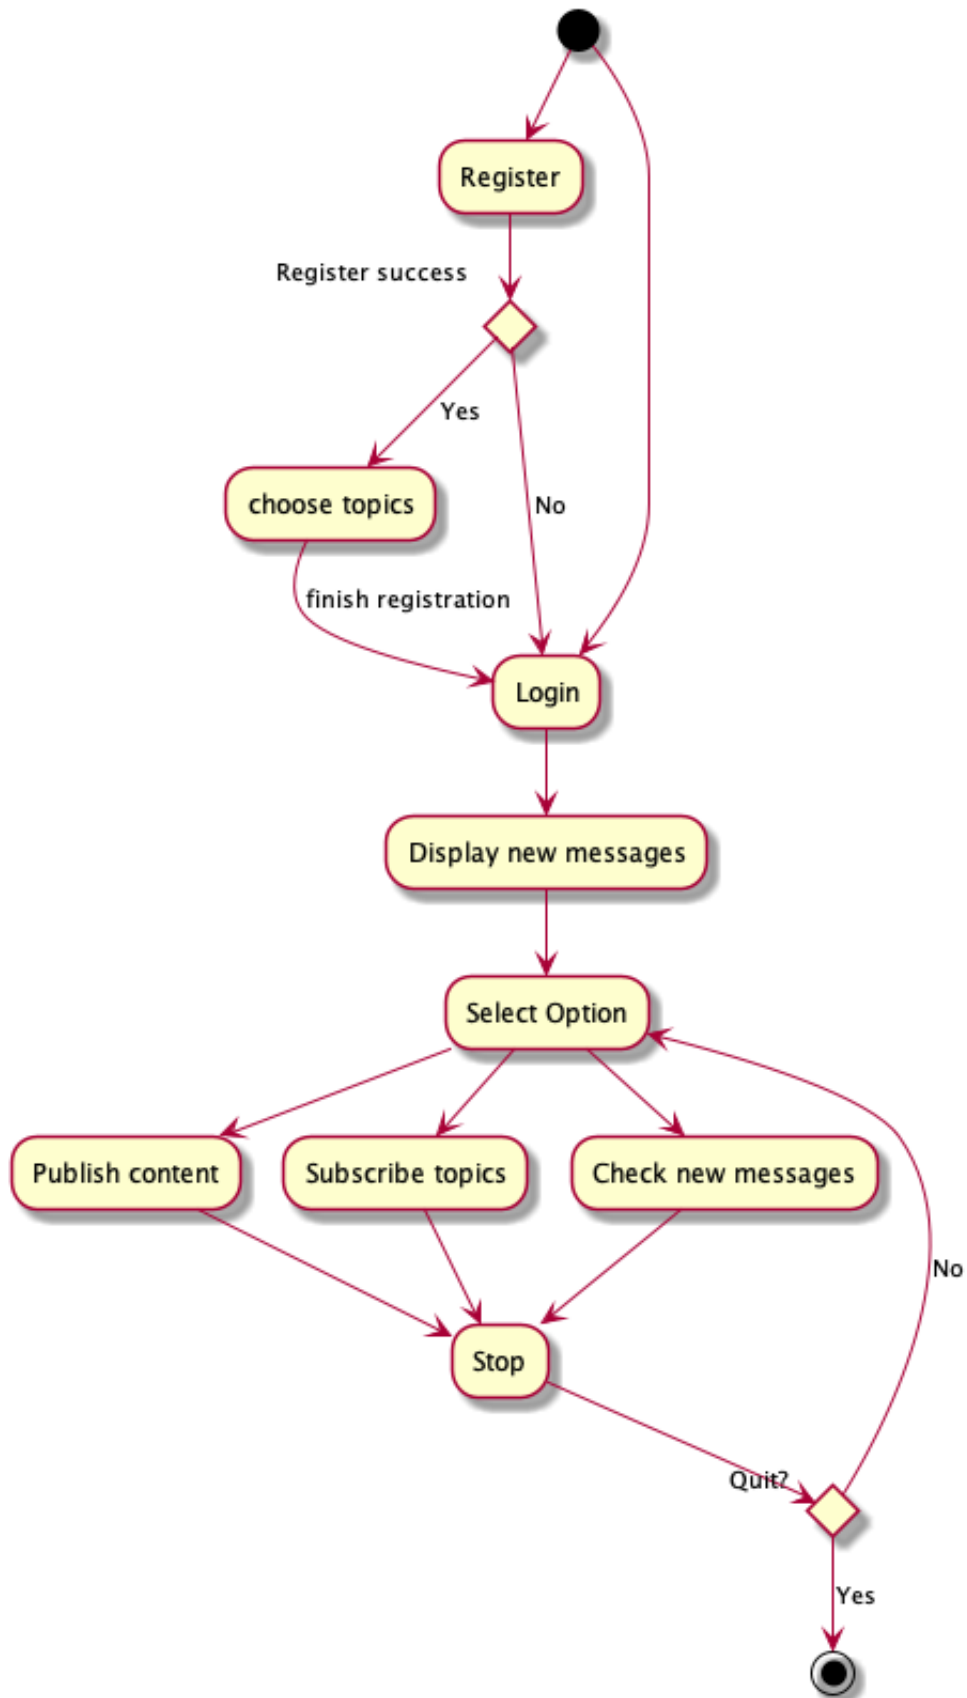 Register
Register success
Yes
choose topics
No
finish registration
Login
Display new messages
Select Option
Publish content
Subscribe topics
Check new messages
No
Stop
Quit?
Yes